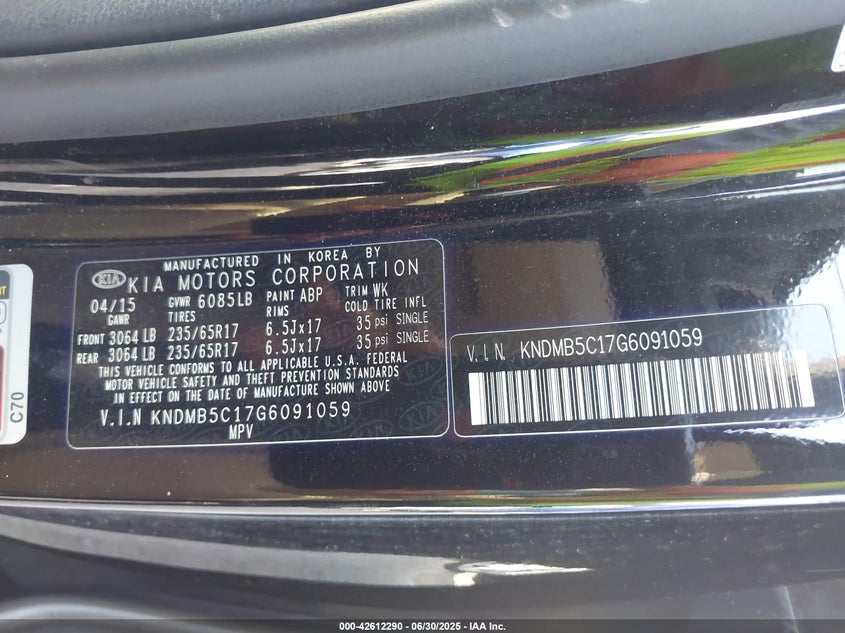 MANUFACTURED IN KOREA BY
KIA KIA MOTORS CORPORATION
04/15 GVWR 6085LB PAINT ABP TRIM WK
GAWR TIRES RIMS COLD TIRE INFL
FRONT 3064 LB 235/65R17 6.5Jx17 35 psi SINGLE
REAR 3064 LB 235/65R17 6.5Jx17 35 psi SINGLE
THIS VEHICLE CONFORMS TO ALL APPLICABLE U.S.A. FEDERAL
MOTOR VEHICLE SAFETY AND THEFT PREVENTION STANDARDS
IN EFFECT ON THE DATE OF MANUFACTURE SHOWN ABOVE
V.I.N KNDMB5C17G6091059
MPV
V.I.N. KNDMB5C17G6091059
C70
000-42612290 - 06/30/2025 - IAA Inc.